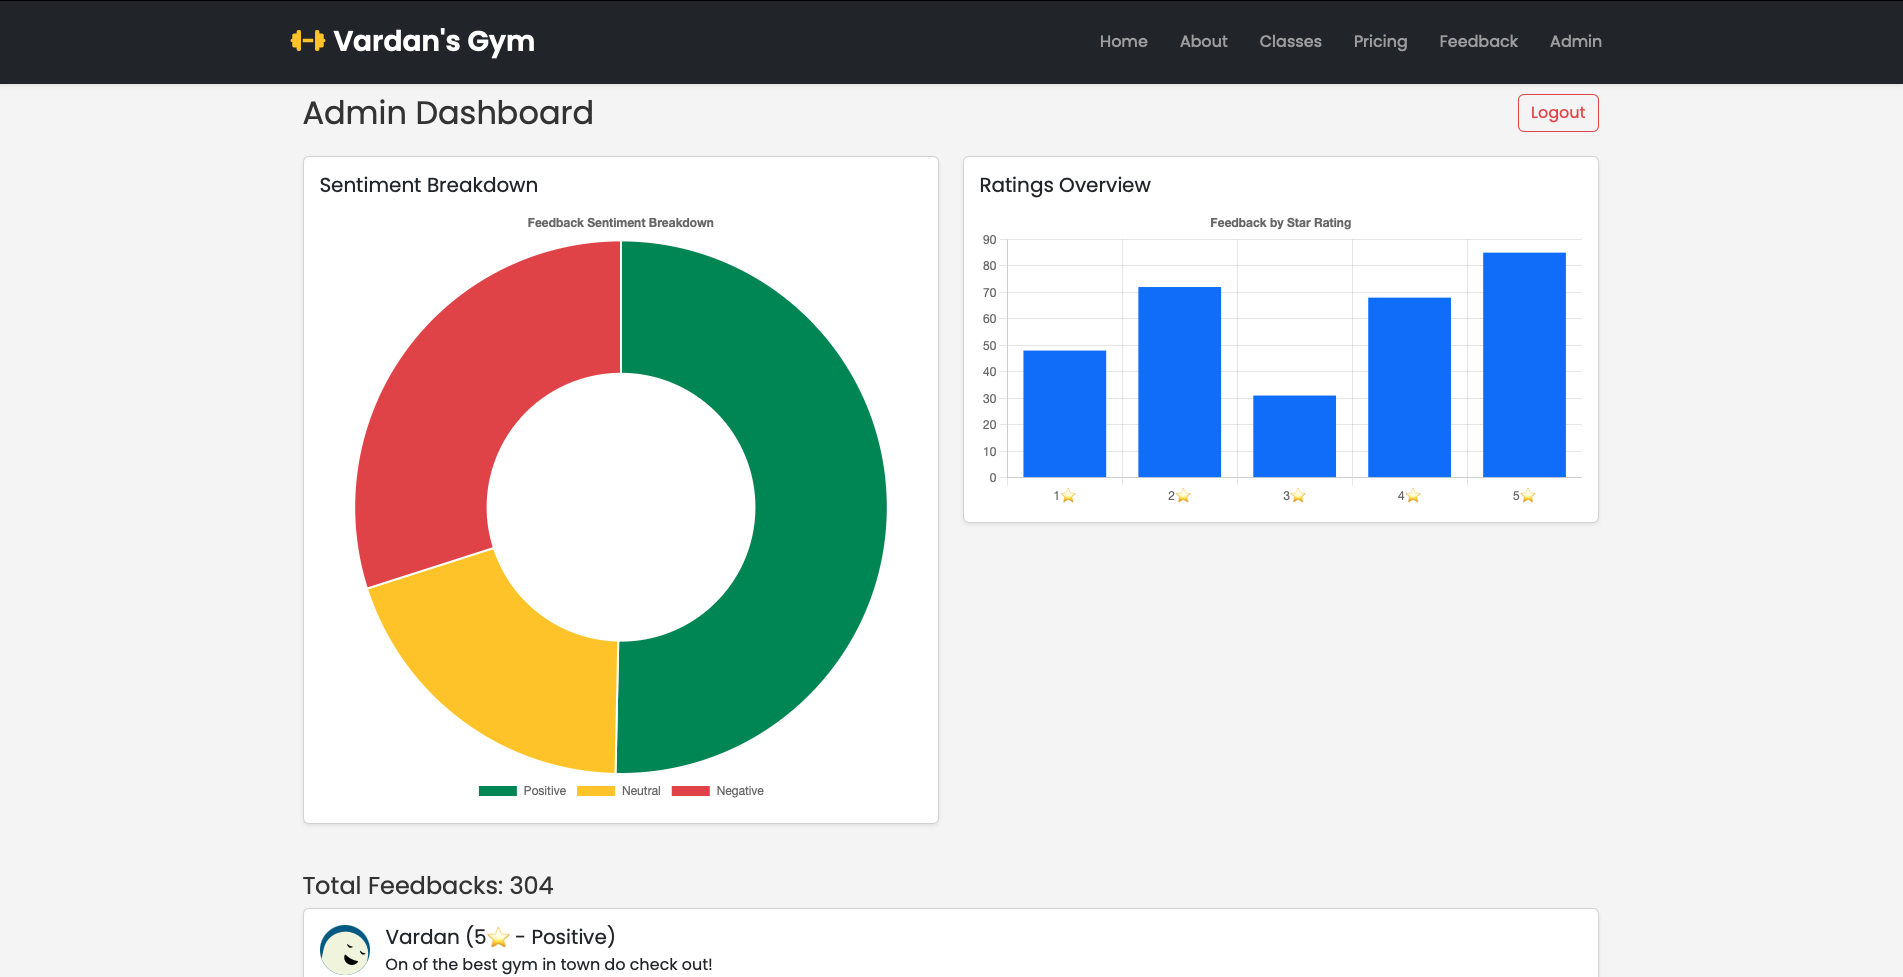 Vardan's Gym
Home About Classes Pricing Feedback Admin
Admin Dashboard
Logout
Sentiment Breakdown
Feedback Sentiment Breakdown
Positive Neutral Negative
Ratings Overview
Feedback by Star Rating
90
80
70
60
50
40
30
20
10
0
1⭐ 2⭐ 3⭐ 4⭐ 5⭐
Total Feedbacks: 304
Vardan (5⭐ - Positive)
On of the best gym in town do check out!